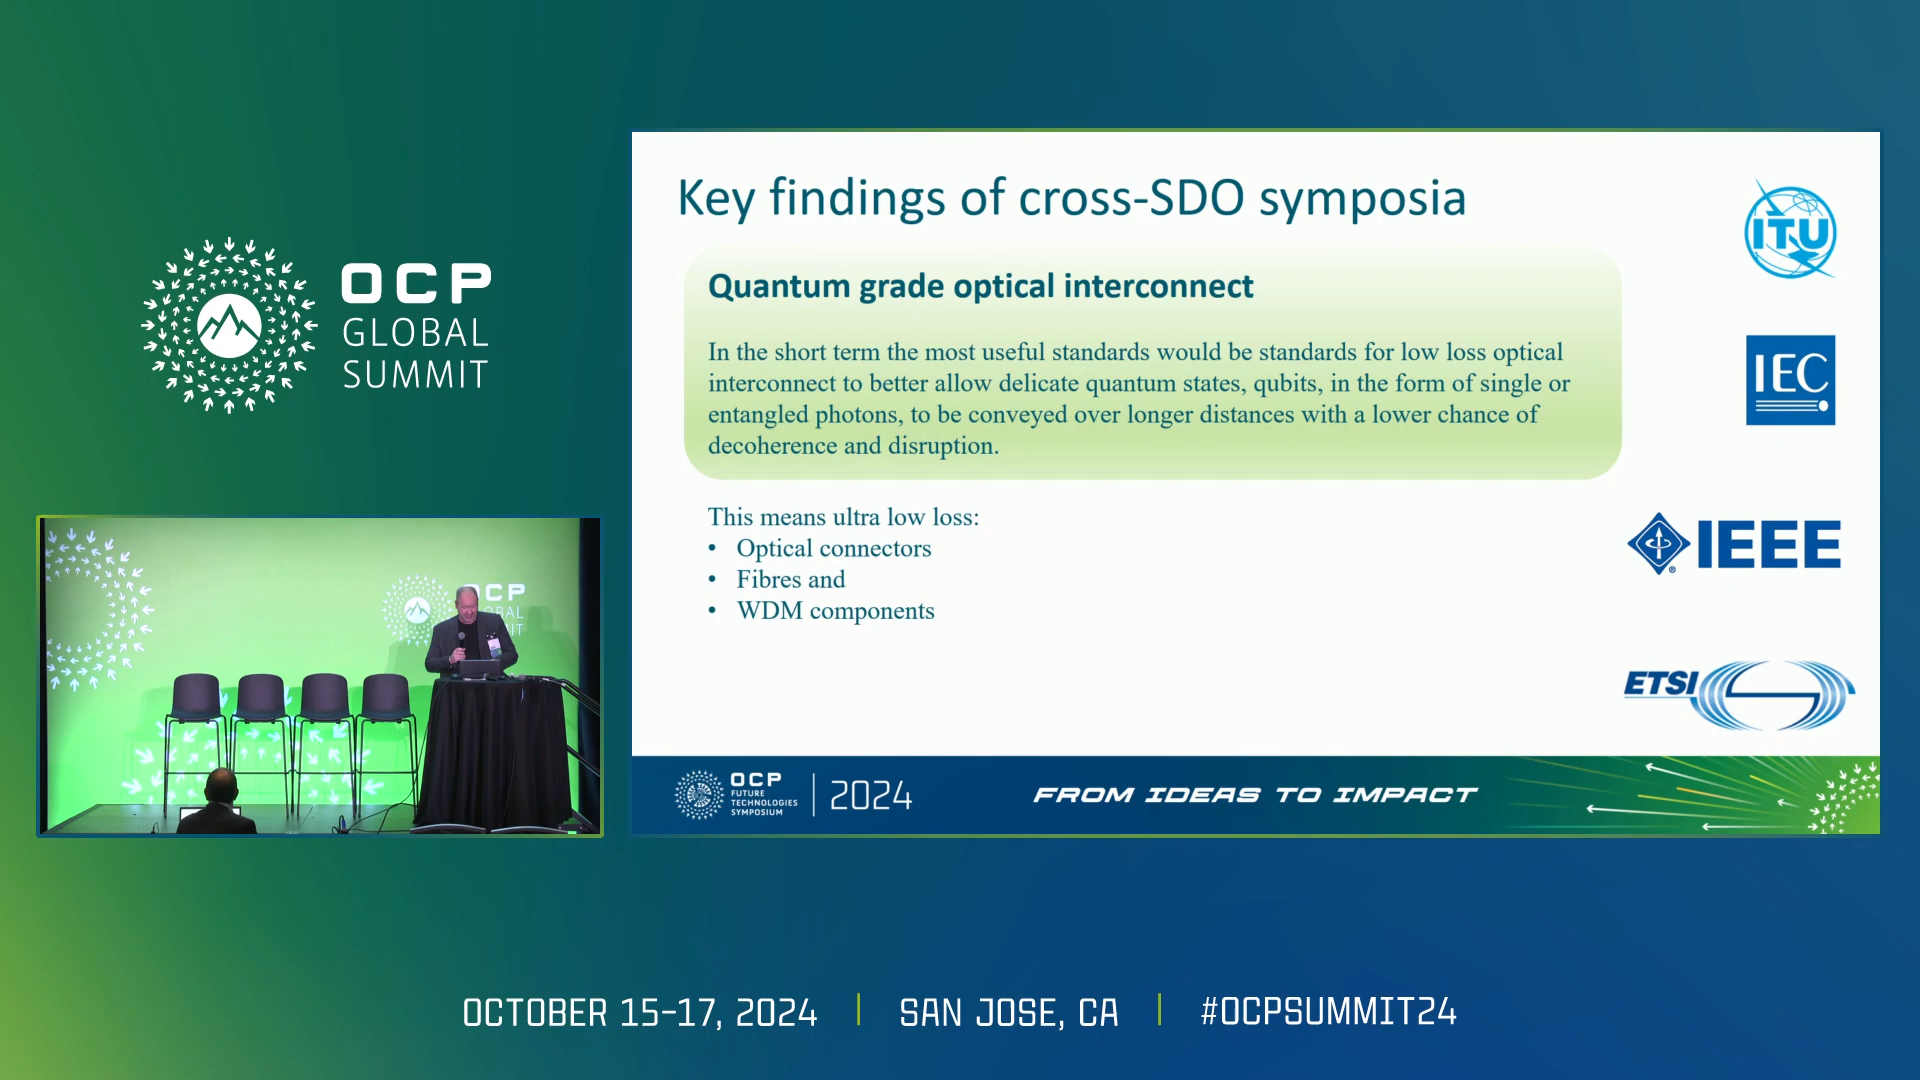 OCP
GLOBAL
SUMMIT
Key findings of cross-SDO symposia
Quantum grade optical interconnect
In the short term the most useful standards would be standards for low loss optical
interconnect to better allow delicate quantum states, qubits, in the form of single or
entangled photons, to be conveyed over longer distances with a lower chance of
decoherence and disruption.
This means ultra low loss:
• Optical connectors
• Fibres and
• WDM components
ITU
IEC
IEEE
ETSI
OCP
FUTURE
TECHNOLOGIES
SYMPOSIUM
2024
FROM IDEAS TO IMPACT
OCTOBER 15-17, 2024 | SAN JOSE, CA | #OCPSUMMIT24